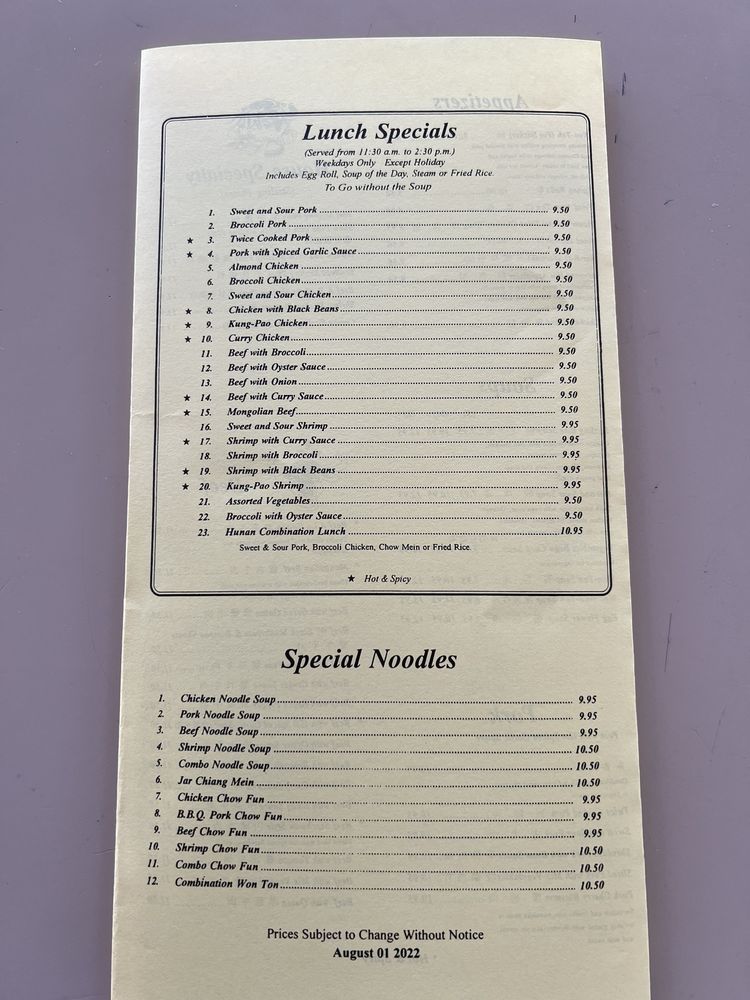 Lunch Specials
(Served from 11:30 a.m. to 2:30 p.m.)
Weekdays Only Except Holiday
Includes Egg Roll, Soup of the Day, Steam or Fried Rice.
To Go without the Soup
1. Sweet and Sour Pork 9.50
2. Broccoli Pork 9.50
★ 3. Twice Cooked Pork 9.50
★ 4. Pork with Spiced Garlic Sauce 9.50
5. Almond Chicken 9.50
6. Broccoli Chicken 9.50
7. Sweet and Sour Chicken 9.50
★ 8. Chicken with Black Beans 9.50
★ 9. Kung-Pao Chicken 9.50
★ 10. Curry Chicken 9.50
11. Beef with Broccoli 9.50
12. Beef with Oyster Sauce 9.50
13. Beef with Onion 9.50
★ 14. Beef with Curry Sauce 9.50
★ 15. Mongolian Beef 9.50
16. Sweet and Sour Shrimp 9.95
★ 17. Shrimp with Curry Sauce 9.95
18. Shrimp with Broccoli 9.95
★ 19. Shrimp with Black Beans 9.95
★ 20. Kung-Pao Shrimp 9.95
21. Assorted Vegetables 9.50
22. Broccoli with Oyster Sauce 9.50
23. Hunan Combination Lunch 10.95
Sweet & Sour Pork, Broccoli Chicken, Chow Mein or Fried Rice.
★ Hot & Spicy
Special Noodles
1. Chicken Noodle Soup 9.95
2. Pork Noodle Soup 9.95
3. Beef Noodle Soup 9.95
4. Shrimp Noodle Soup 10.50
5. Combo Noodle Soup 10.50
6. Jar Chiang Mein 10.50
7. Chicken Chow Fun 9.95
8. B.B.Q. Pork Chow Fun 9.95
9. Beef Chow Fun 9.95
10. Shrimp Chow Fun 10.50
11. Combo Chow Fun 10.50
12. Combination Won Ton 10.50
Prices Subject to Change Without Notice
August 01 2022